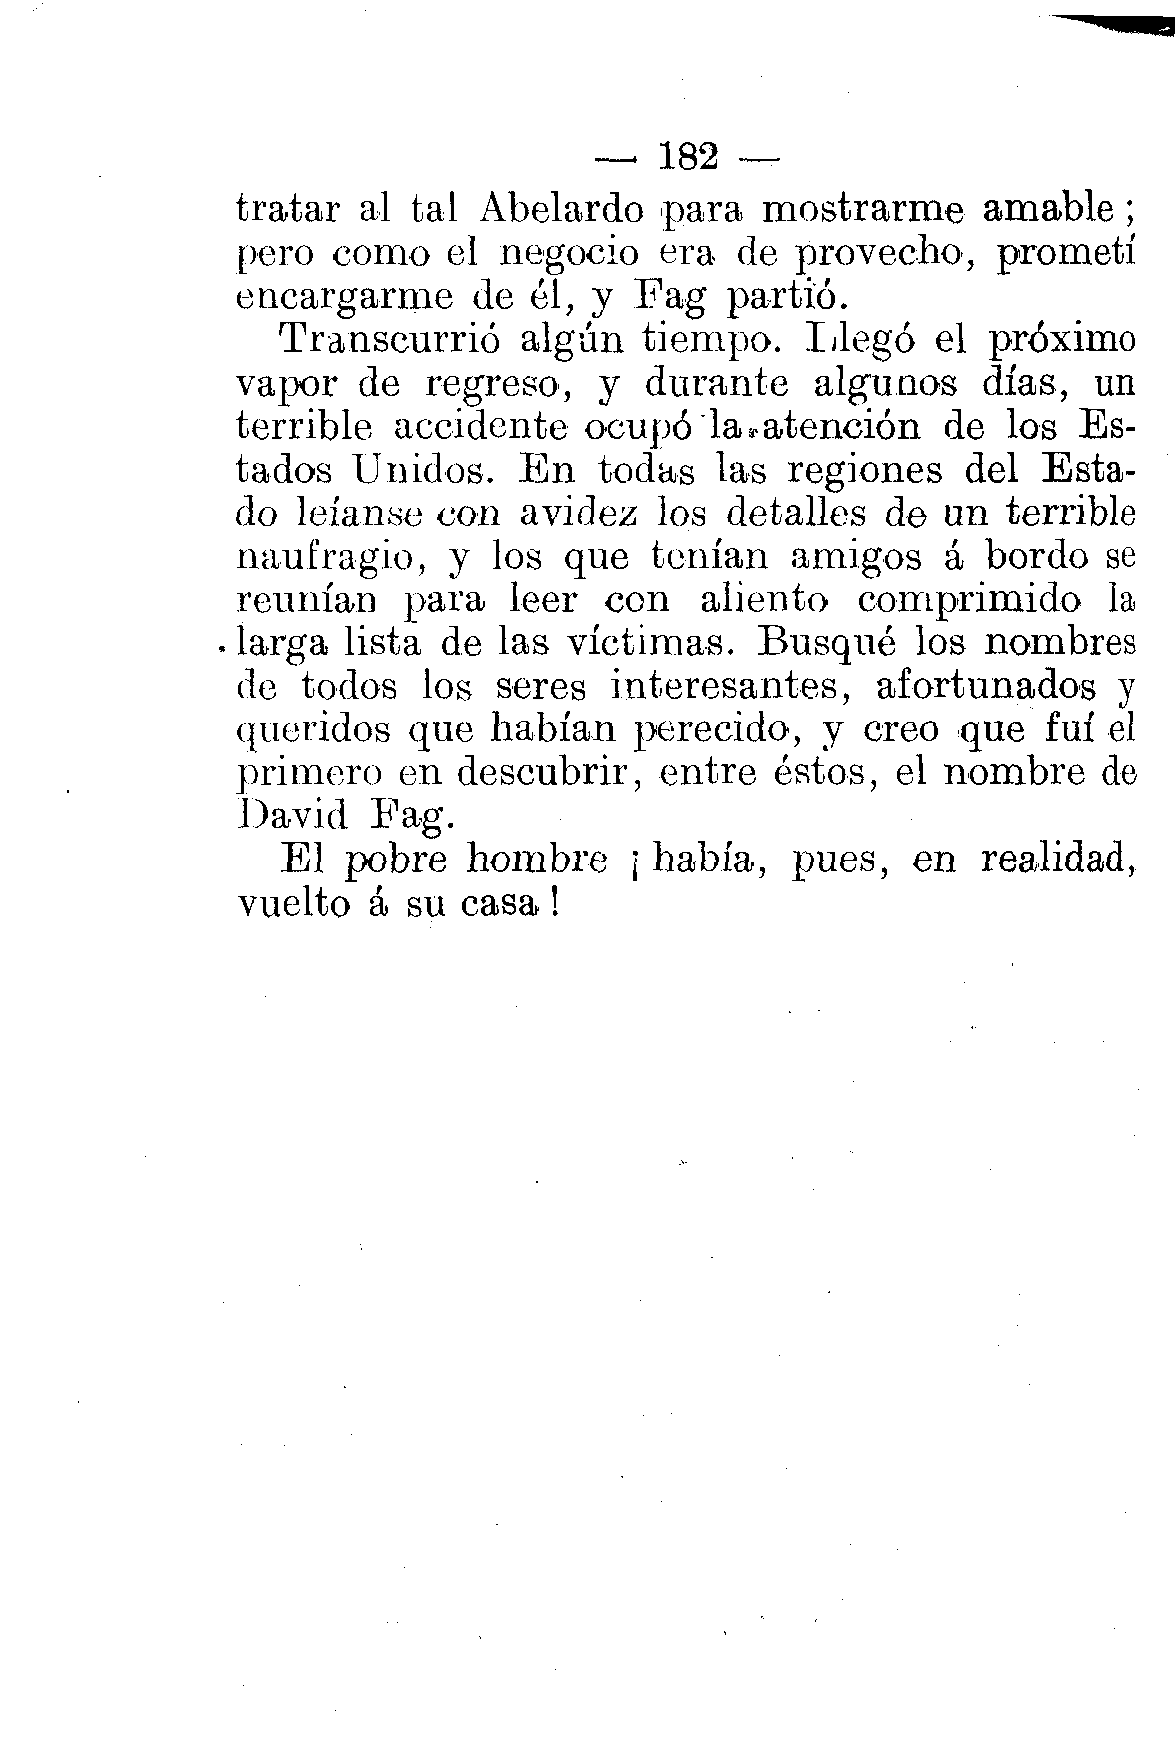 — 182 —
tratar al tal Abelardo para mostrarme amable ;
pero como el negocio era de provecho, prometí
encargarme de él, y Fag partió.
Transcurrió algún tiempo. Llegó el próximo
vapor de regreso, y durante algunos días, un
terrible accidente ocupó la atención de los Es-
tados Unidos. En todas las regiones del Esta-
do leíanse con avidez los detalles de un terrible
naufragio, y los que tenían amigos á bordo se
reunían para leer con aliento comprimido la
larga lista de las víctimas. Busqué los nombres
de todos los seres interesantes, afortunados y
queridos que habían perecido, y creo que fuí el
primero en descubrir, entre éstos, el nombre de
David Fag.
El pobre hombre ¡ había, pues, en realidad,
vuelto á su casa !